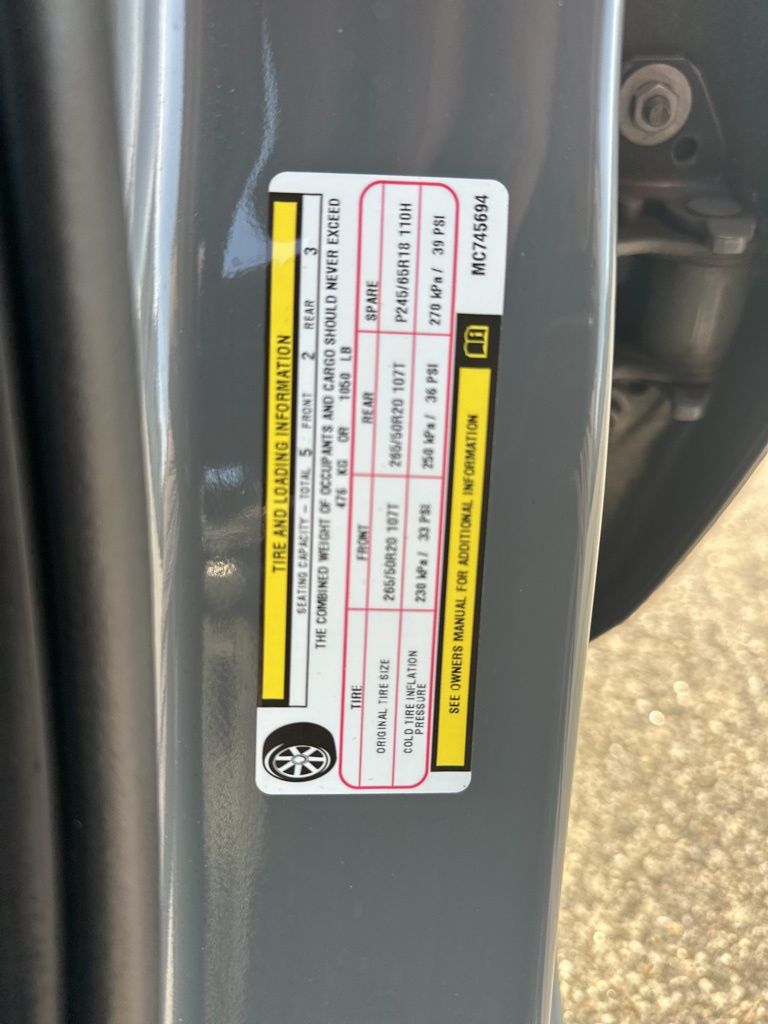 TIRE AND LOADING INFORMATION
SEATING CAPACITY – TOTAL 5 FRONT 2 REAR 3
THE COMBINED WEIGHT OF OCCUPANTS AND CARGO SHOULD NEVER EXCEED
476 KG OR 1050 LB
TIRE FRONT REAR SPARE
ORIGINAL TIRE SIZE 265/50R20 107T 265/50R20 107T P245/65R18 110H
COLD TIRE INFLATION PRESSURE 230 kPa / 33 PSI 250 kPa / 36 PSI 270 kPa / 39 PSI
SEE OWNERS MANUAL FOR ADDITIONAL INFORMATION
MC745694